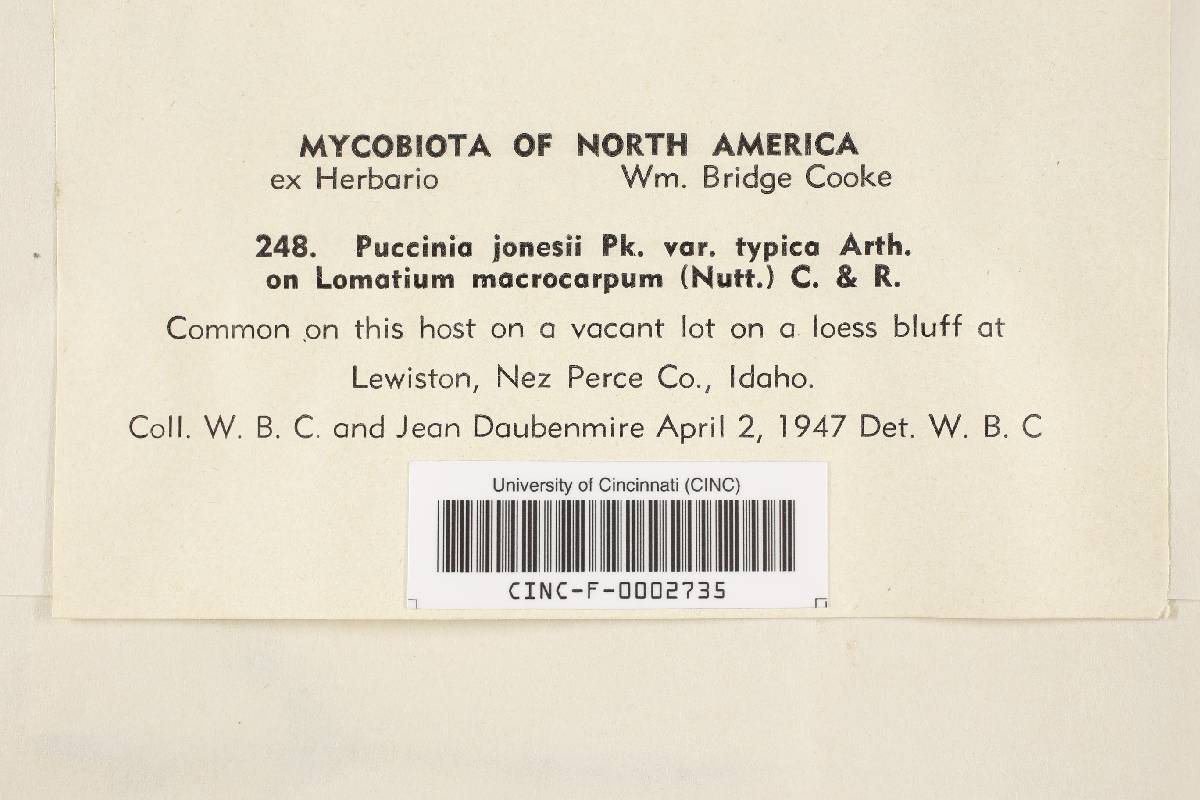 MYCOBIOTA OF NORTH AMERICA
ex Herbario Wm. Bridge Cooke
248. Puccinia jonesii Pk. var. typica Arth.
on Lomatium macrocarpum (Nutt.) C. & R.
Common on this host on a vacant lot on a loess bluff at
Lewiston, Nez Perce Co., Idaho.
Coll. W. B. C. and Jean Daubenmire April 2, 1947 Det. W. B. C
University of Cincinnati (CINC)
CINC-F-0002735